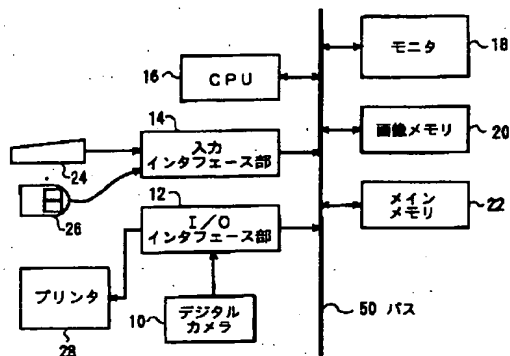 モニタ
18
16
CPU
14
入力
インタフェース部
画像メモリ
20
24
12
I/O
インタフェース部
メイン
メモリ
22
26
プリンタ
28
10
デジタル
カメラ
50 バス